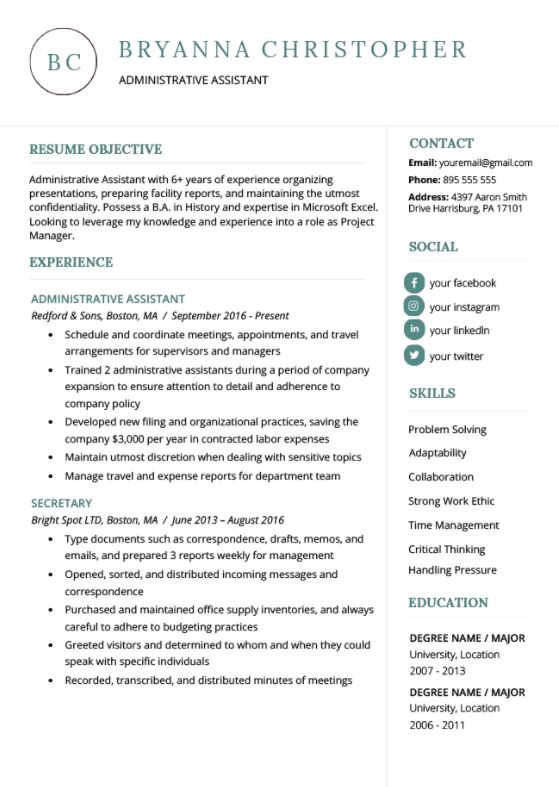 BC
BRYANNA CHRISTOPHER
ADMINISTRATIVE ASSISTANT
RESUME OBJECTIVE
Administrative Assistant with 6+ years of experience organizing
presentations, preparing facility reports, and maintaining the utmost
confidentiality. Possess a B.A. in History and expertise in Microsoft Excel.
Looking to leverage my knowledge and experience into a role as Project
Manager.
EXPERIENCE
ADMINISTRATIVE ASSISTANT
Redford & Sons, Boston, MA / September 2016 - Present
• Schedule and coordinate meetings, appointments, and travel
arrangements for supervisors and managers
• Trained 2 administrative assistants during a period of company
expansion to ensure attention to detail and adherence to
company policy
• Developed new filing and organizational practices, saving the
company $3,000 per year in contracted labor expenses
• Maintain utmost discretion when dealing with sensitive topics
• Manage travel and expense reports for department team
SECRETARY
Bright Spot LTD, Boston, MA / June 2013 – August 2016
• Type documents such as correspondence, drafts, memos, and
emails, and prepared 3 reports weekly for management
• Opened, sorted, and distributed incoming messages and
correspondence
• Purchased and maintained office supply inventories, and always
careful to adhere to budgeting practices
• Greeted visitors and determined to whom and when they could
speak with specific individuals
• Recorded, transcribed, and distributed minutes of meetings
CONTACT
Email: youremail@gmail.com
Phone: 895 555 555
Address: 4397 Aaron Smith
Drive Harrisburg, PA 17101
SOCIAL
your facebook
your instagram
in your linkedln
your twitter
SKILLS
Problem Solving
Adaptability
Collaboration
Strong Work Ethic
Time Management
Critical Thinking
Handling Pressure
EDUCATION
DEGREE NAME / MAJOR
University, Location
2007 - 2013
DEGREE NAME / MAJOR
University, Location
2006 - 2011